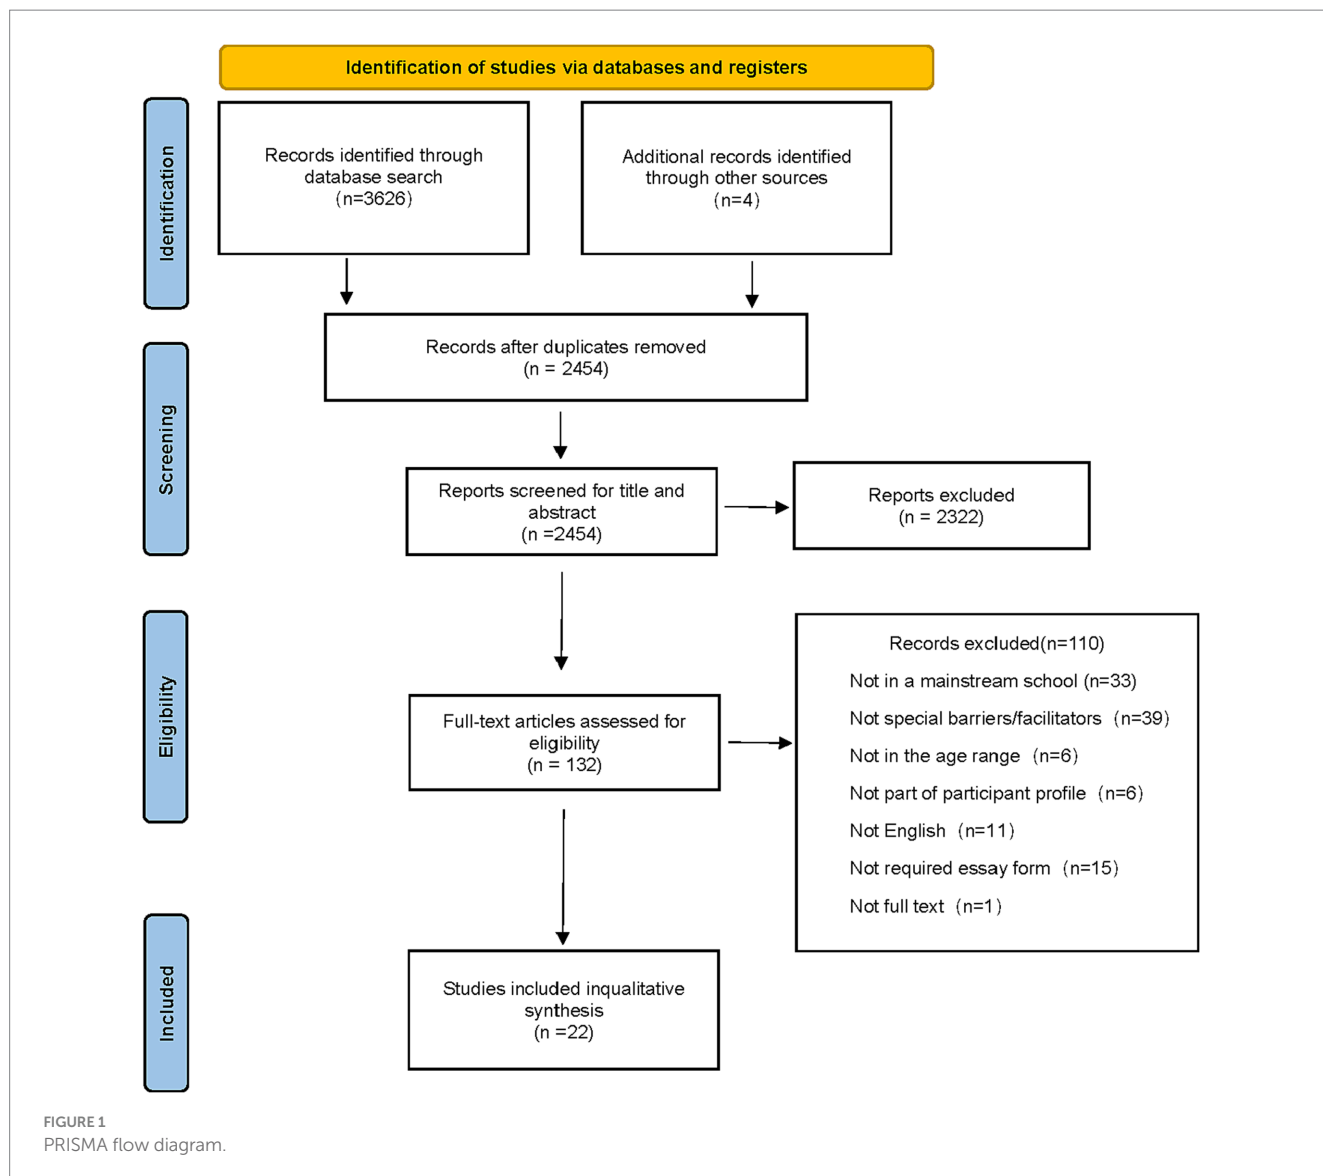 Identification of studies via databases and registers
Identification
Records identified through
database search
(n=3626)
Additional records identified
through other sources
(n=4)
Screening
Records after duplicates removed
(n = 2454)
Reports screened for title and
abstract
(n =2454)
Reports excluded
(n = 2322)
Eligibility
Full-text articles assessed for
eligibility
(n = 132)
Records excluded(n=110)
Not in a mainstream school (n=33)
Not special barriers/facilitators (n=39)
Not in the age range (n=6)
Not part of participant profile (n=6)
Not English (n=11)
Not required essay form (n=15)
Not full text (n=1)
Included
Studies included inqualitative
synthesis
(n =22)
FIGURE 1
PRISMA flow diagram.